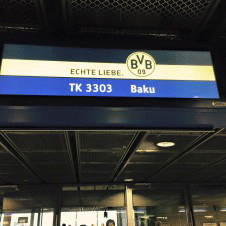 ECHTE LIEBE.
BVB
09
TK 3303 Baku